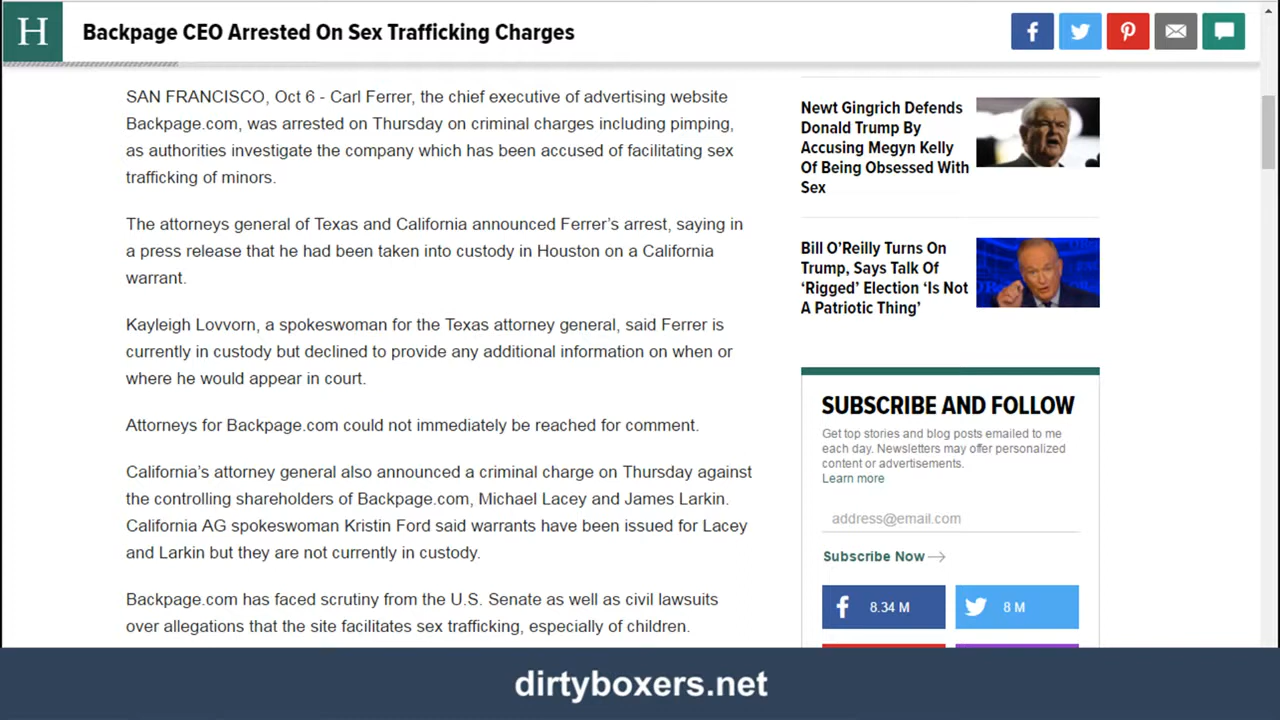 H
Backpage CEO Arrested On Sex Trafficking Charges
SAN FRANCISCO, Oct 6 - Carl Ferrer, the chief executive of advertising website
Backpage.com, was arrested on Thursday on criminal charges including pimping,
as authorities investigate the company which has been accused of facilitating sex
trafficking of minors.
The attorneys general of Texas and California announced Ferrer’s arrest, saying in
a press release that he had been taken into custody in Houston on a California
warrant.
Kayleigh Lovvorn, a spokeswoman for the Texas attorney general, said Ferrer is
currently in custody but declined to provide any additional information on when or
where he would appear in court.
Attorneys for Backpage.com could not immediately be reached for comment.
California’s attorney general also announced a criminal charge on Thursday against
the controlling shareholders of Backpage.com, Michael Lacey and James Larkin.
California AG spokeswoman Kristin Ford said warrants have been issued for Lacey
and Larkin but they are not currently in custody.
Backpage.com has faced scrutiny from the U.S. Senate as well as civil lawsuits
over allegations that the site facilitates sex trafficking, especially of children.
Newt Gingrich Defends
Donald Trump By
Accusing Megyn Kelly
Of Being Obsessed With
Sex
Bill O’Reilly Turns On
Trump, Says Talk Of
‘Rigged’ Election ‘Is Not
A Patriotic Thing’
SUBSCRIBE AND FOLLOW
Get top stories and blog posts emailed to me
each day. Newsletters may offer personalized
content or advertisements.
Learn more
address@email.com
Subscribe Now
8.34 M
8 M
dirtyboxers.net